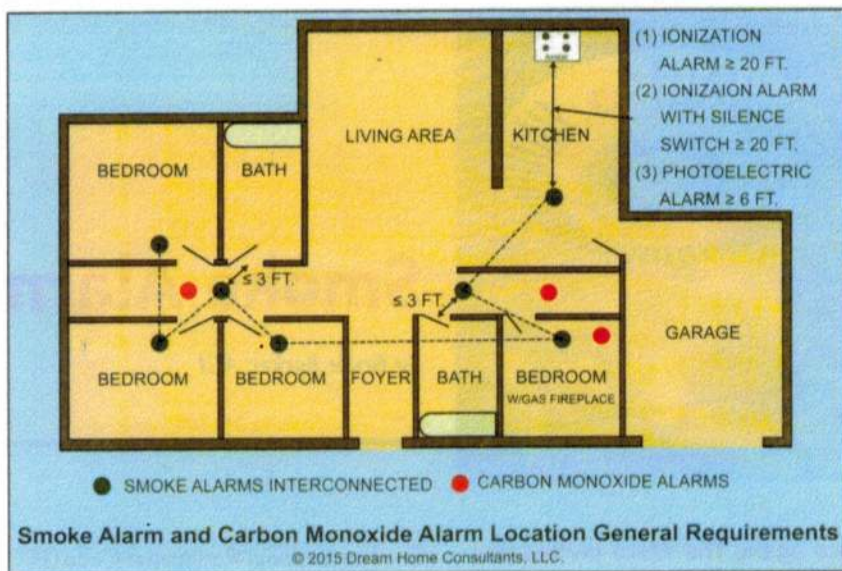 (1) IONIZATION
ALARM ≥ 20 FT.
(2) IONIZAION ALARM
WITH SILENCE
SWITCH ≥ 20 FT.
(3) PHOTOELECTRIC
ALARM ≥ 6 FT.
LIVING AREA
KITCHEN
BEDROOM
BATH
≤ 3 FT.
≤ 3 FT.
GARAGE
BEDROOM
BEDROOM
FOYER
BATH
BEDROOM
W/GAS FIREPLACE
SMOKE ALARMS INTERCONNECTED
CARBON MONOXIDE ALARMS
Smoke Alarm and Carbon Monoxide Alarm Location General Requirements
© 2015 Dream Home Consultants, LLC.